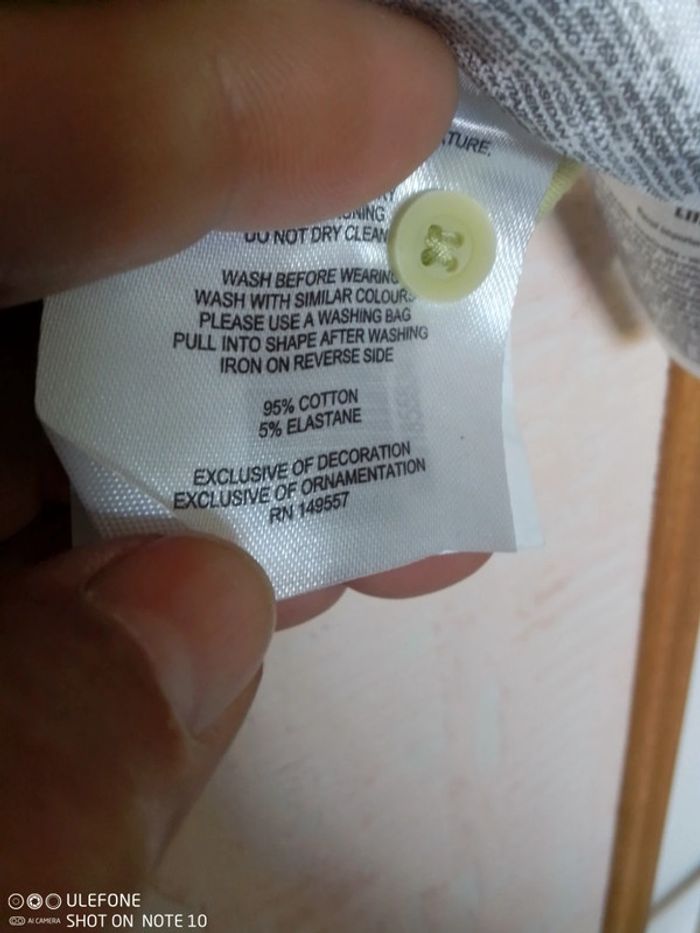 DO NOT DRY CLEAN
WASH BEFORE WEARING
WASH WITH SIMILAR COLOURS
PLEASE USE A WASHING BAG
PULL INTO SHAPE AFTER WASHING
IRON ON REVERSE SIDE
95% COTTON
5% ELASTANE
EXCLUSIVE OF DECORATION
EXCLUSIVE OF ORNAMENTATION
RN 149557
ULEFONE
AI CAMERA
SHOT ON NOTE 10